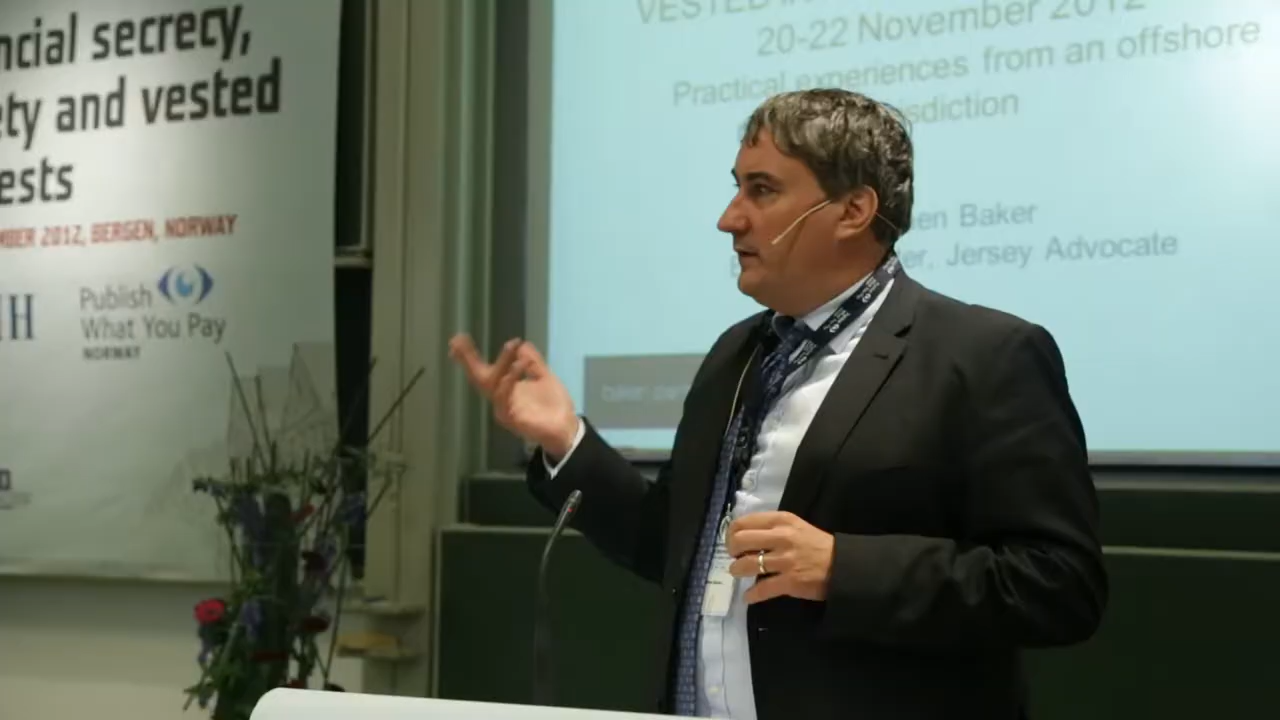 ncial secrecy,
ety and vested
ests
MBER 2012, BERGEN, NORWAY
H
Publish
What You Pay
NORWAY
VESTED
20-22 November 2012
Practical experiences from an offshore
sdiction
en Baker
er, Jersey Advocate